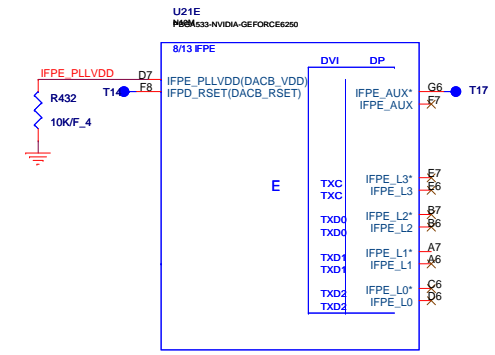 U21E
PBGA533-NVIDIA-GEFORCE6250
8/13 IFPE
DVI DP
IFPE_PLLVDD D7 IFPE_PLLVDD(DACB_VDD)
T14 F8 IFPD_RSET(DACB_RSET)
IFPE_AUX* G6 T17
IFPE_AUX F7
R432
10K/F_4
E
TXC IFPE_L3* E7
TXC IFPE_L3 E6
TXD0 IFPE_L2* B7
TXD0 IFPE_L2 B6
TXD1 IFPE_L1* A7
TXD1 IFPE_L1 A6
TXD2 IFPE_L0* C6
TXD2 IFPE_L0 D6